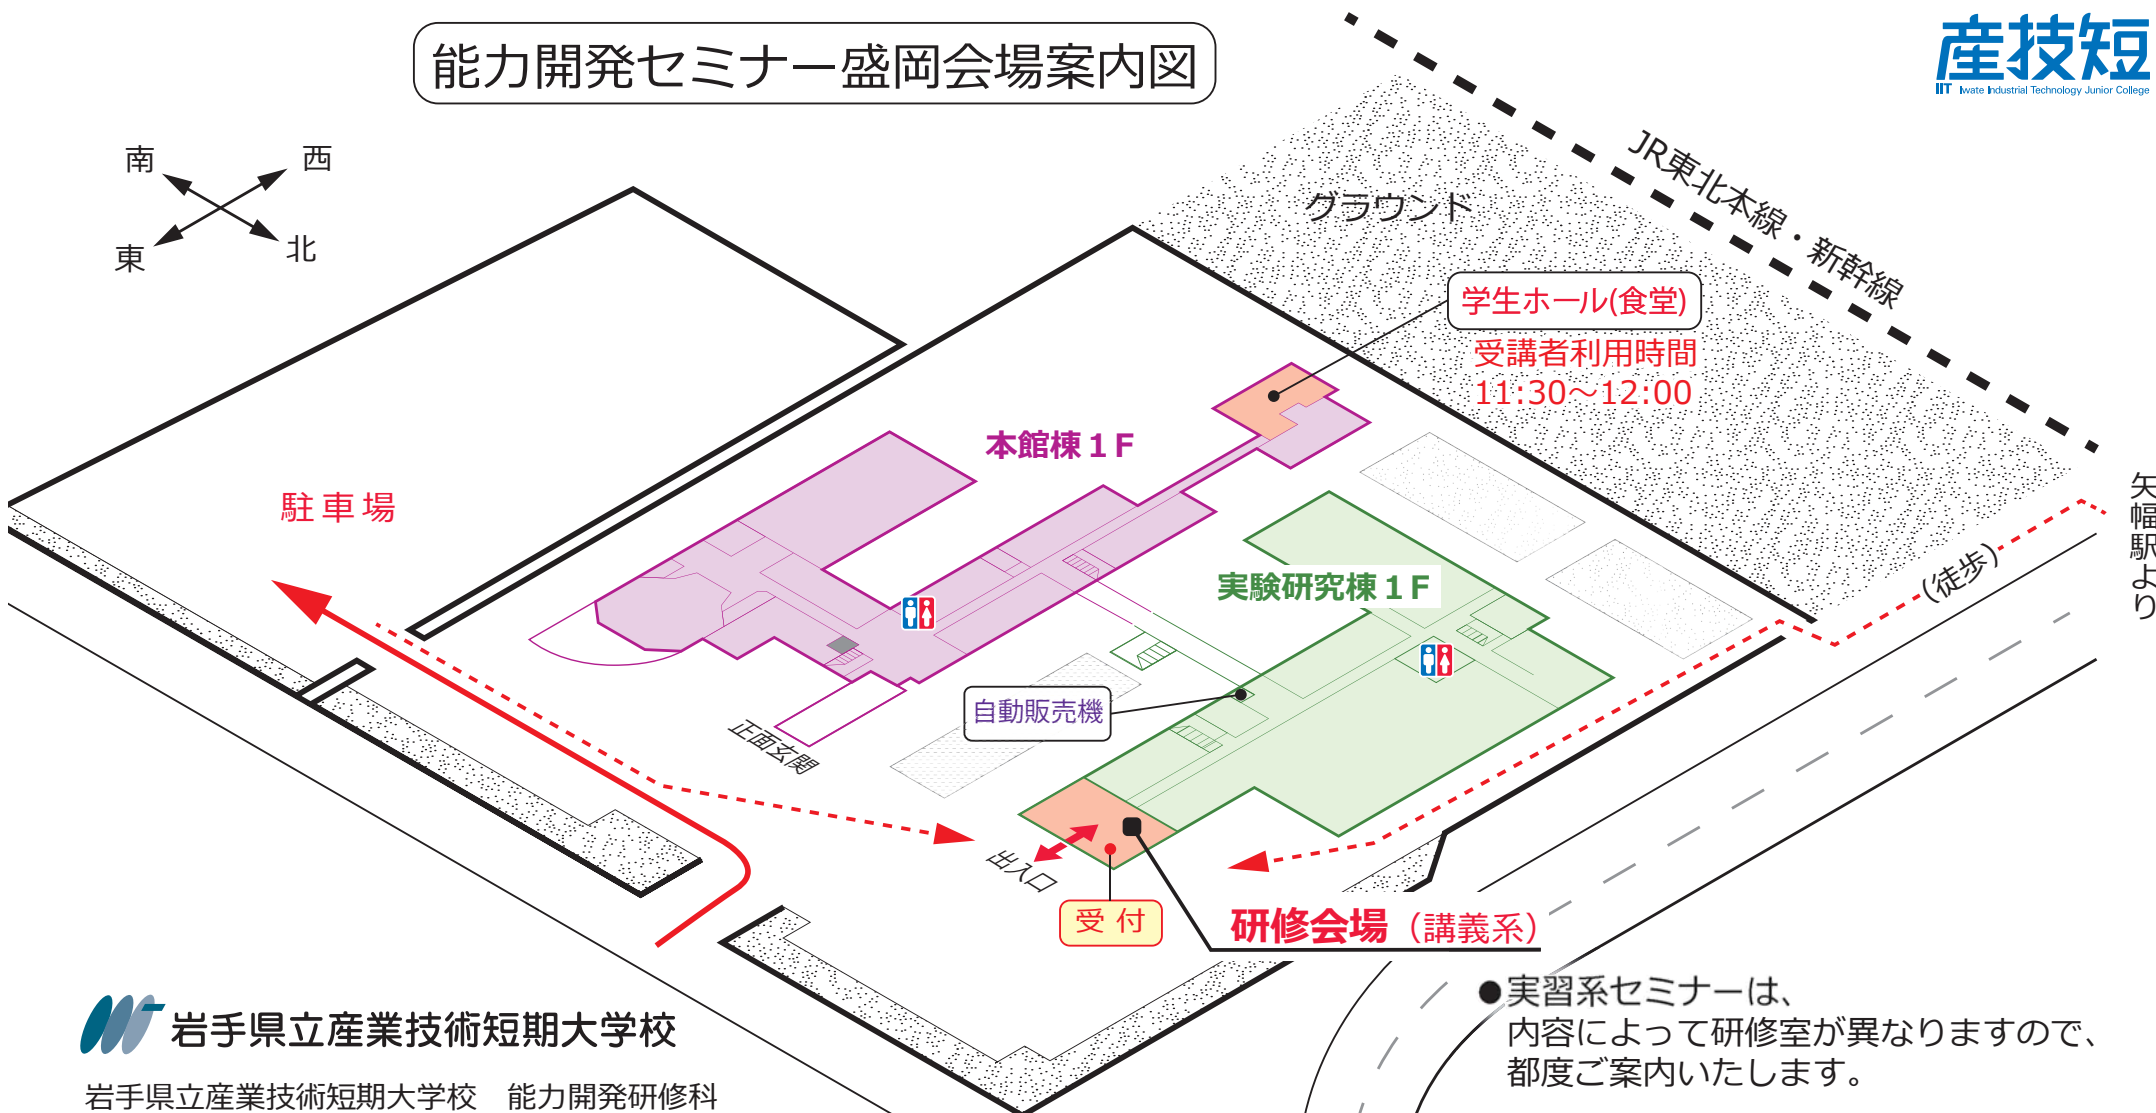 能力開発セミナー盛岡会場案内図
産技短
IIT Iwate Industrial Technology Junior College
南
西
東
北
JR東北本線・新幹線
グラウンド
学生ホール(食堂)
受講者利用時間
11:30～12:00
本館棟１F
駐車場
実験研究棟１F
矢幅駅より
(徒歩)
自動販売機
正面玄関
出入口
受付
研修会場（講義系）
●実習系セミナーは、
内容によって研修室が異なりますので、
都度ご案内いたします。
岩手県立産業技術短期大学校
岩手県立産業技術短期大学校　能力開発研修科